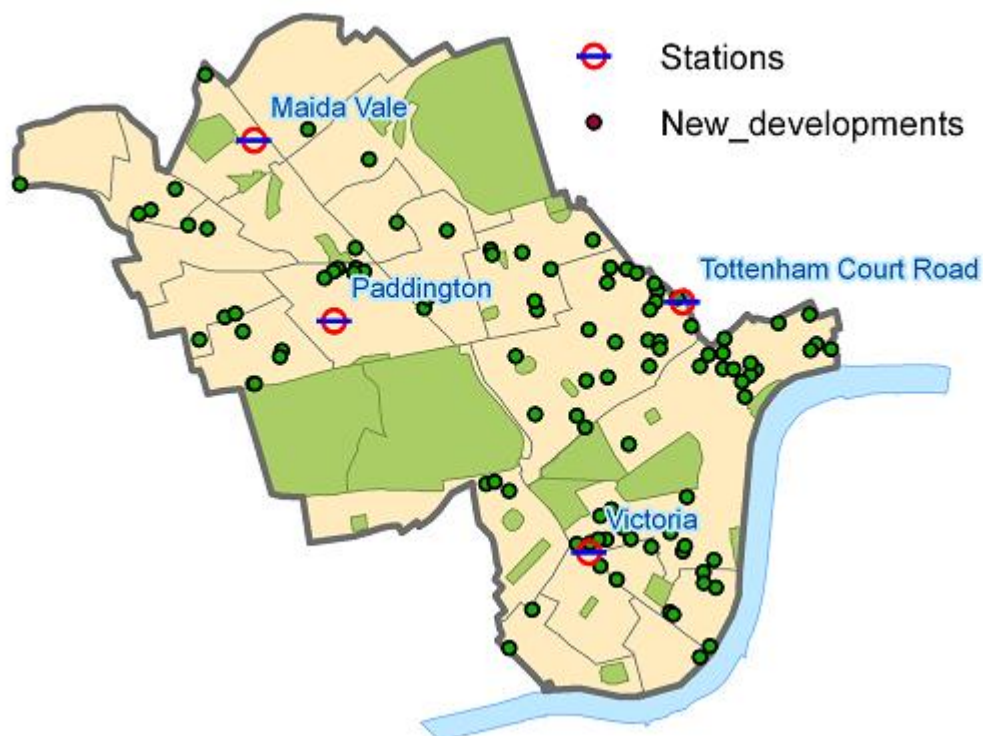 Stations
Maida Vale
New_developments
Tottenham Court Road
Paddington
Victoria